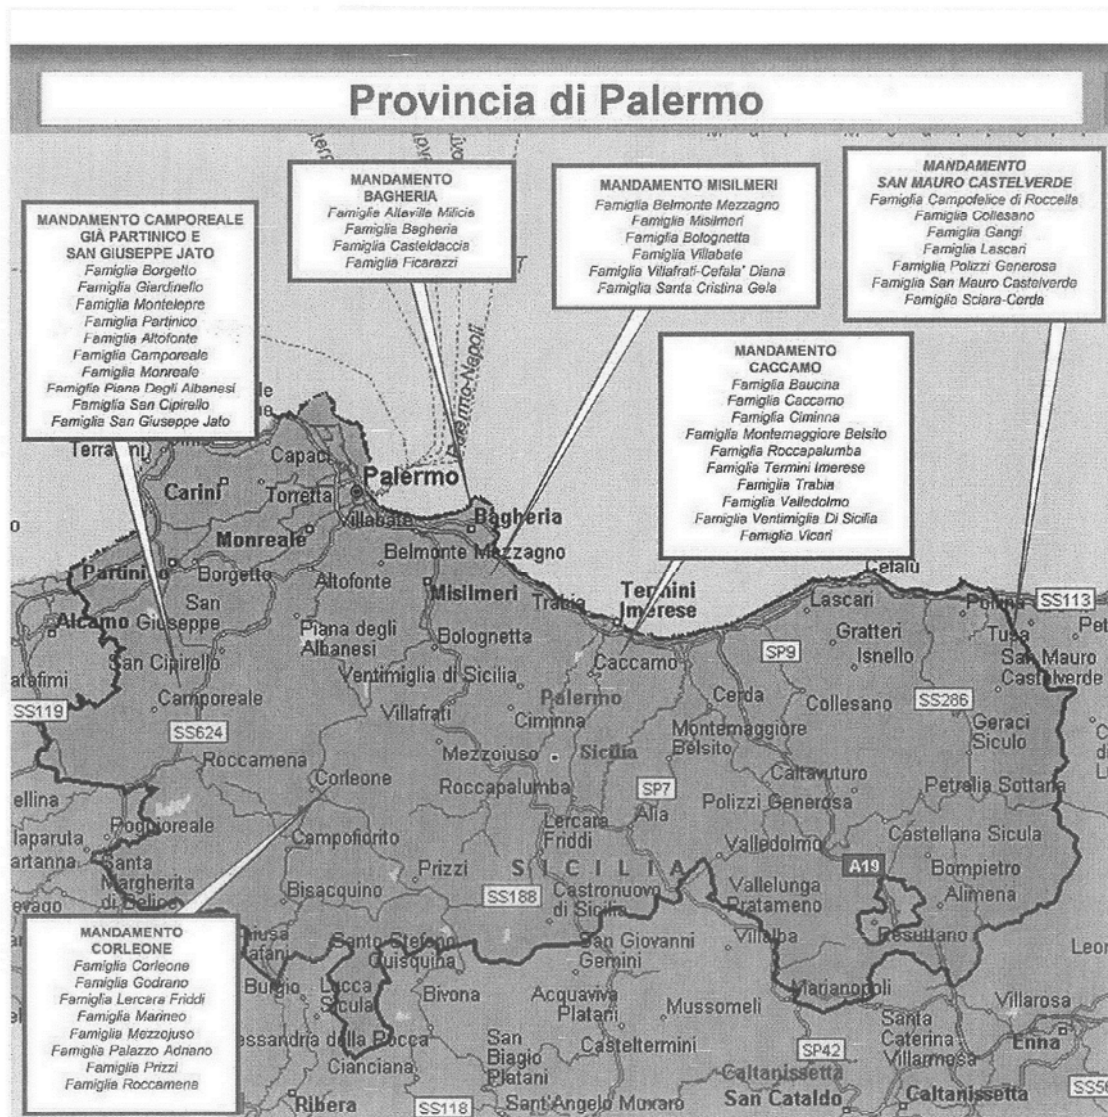 Provincia di Palermo
MANDAMENTO CAMPOREALE
GIÀ PARTINICO E
SAN GIUSEPPE JATO
Famiglia Borgetto
Famiglia Giardinello
Famiglia Montelepre
Famiglia Partinico
Famiglia Altofonte
Famiglia Camporeale
Famiglia Monreale
Famiglia Piana Degli Albanesi
Famiglia San Cipirello
Famiglia San Giuseppe Jato
MANDAMENTO
BAGHERIA
Famiglia Altavilla Milicia
Famiglia Bagheria
Famiglia Casteldaccia
Famiglia Ficarazzi
MANDAMENTO MISILMERI
Famiglia Belmonte Mezzagno
Famiglia Misilmeri
Famiglia Bolognetta
Famiglia Villabate
Famiglia Villafrati-Cefala' Diana
Famiglia Santa Cristina Gela
MANDAMENTO
SAN MAURO CASTELVERDE
Famiglia Campofelice di Roccella
Famiglia Collesano
Famiglia Gangi
Famiglia Lascari
Famiglia Polizzi Generosa
Famiglia San Mauro Castelverde
Famiglia Sciara-Cerda
MANDAMENTO
CACCAMO
Famiglia Baucina
Famiglia Caccamo
Famiglia Ciminna
Famiglia Montemaggiore Belsito
Famiglia Roccapalumba
Famiglia Termini Imerese
Famiglia Trabia
Famiglia Valledolmo
Famiglia Ventimiglia Di Sicilia
Famiglia Vicari
MANDAMENTO
CORLEONE
Famiglia Corleone
Famiglia Godrano
Famiglia Lercara Friddi
Famiglia Marineo
Famiglia Mezzojuso
Famiglia Palazzo Adriano
Famiglia Prizzi
Famiglia Roccamena
Palermo-Napoli
Capaci
Palermo
Carini
Torretta
Villabate
Bagheria
Monreale
Belmonte Mezzagno
Cefalù
Partinico
Borgetto
Altofonte
Misilmeri
Trabia
Termini
Imerese
Lascari
Pollina
SS113
San
Giuseppe
Alcamo
Piana degli
Albanesi
Bolognetta
Gratteri
Isnello
Tusa
Pet
SP9
San Cipirello
Caccamo
San Mauro
Castelverde
atafimi
Ventimiglia di Sicilia
Palermo
Cerda
Collesano
SS286
Camporeale
SS119
Villafrati
Ciminna
Montemaggiore
Belsito
Geraci
Siculo
SS624
Mezzoiuso
Sicilia
Roccamena
Corleone
Roccapalumba
SP7
Caltavuturo
Petralia Sottana
ellina
Polizzi Generosa
Poggioreale
Campofiorito
Lercara
Friddi
Alia
Castellana Sicula
laparuta
artanna
Santa
Margherita
di Belice
Prizzi
SICILIA
Valledolmo
A19
Bompietro
Bisacquino
SS188
Castronuovo
di Sicilia
Vallelunga
Pratameno
Alimena
evago
Santo Stefano
Quisquina
San Giovanni
Gemini
Villalba
Resuttano
Burgio
Lucca
Sicula
Bivona
Acquaviva
Platani
Mussomeli
Marianopoli
Villarosa
essandria della Rocca
Cianciana
San
Biagio
Platani
Casteltermini
SP42
Santa
Caterina
Villarmosa
Enna
Caltanissetta
Ribera
SS118
Sant'Angelo Muxaro
San Cataldo
Caltanissetta